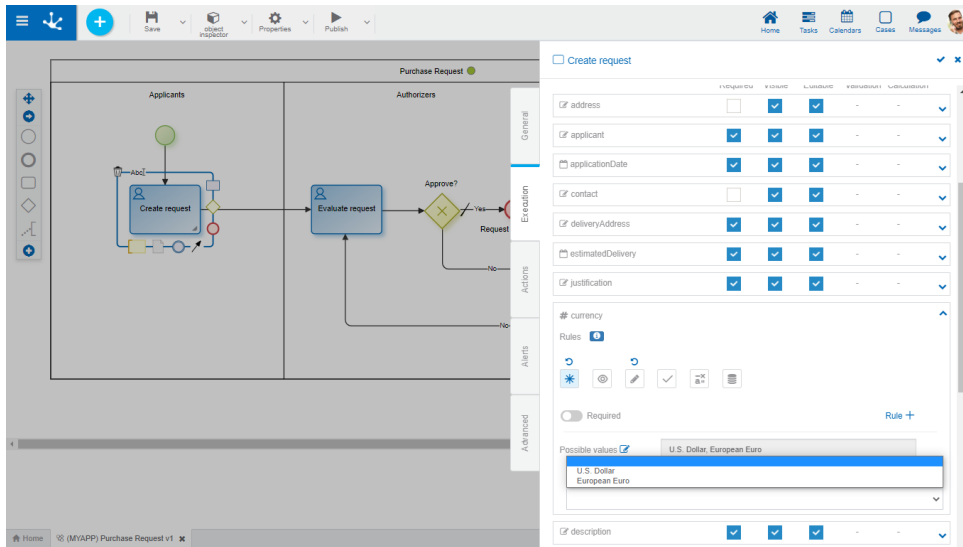 Save
object
inspector
Properties
Publish
Home
Tasks
Calendars
Cases
Messages
Purchase Request
Applicants
Authorizers
Abc
Create request
Evaluate request
Approve?
Yes
Request
No
No
General
Execution
Actions
Alerts
Advanced
Create request
Required Visible Editable Validation Calculation
address - -
applicant - -
applicationDate - -
contact - -
deliveryAddress - -
estimatedDelivery - -
justification - -
# currency
Rules
Required
Rule +
Possible values
U.S. Dollar, European Euro
U.S. Dollar
European Euro
description - -
Home
(MYAPP) Purchase Request v1